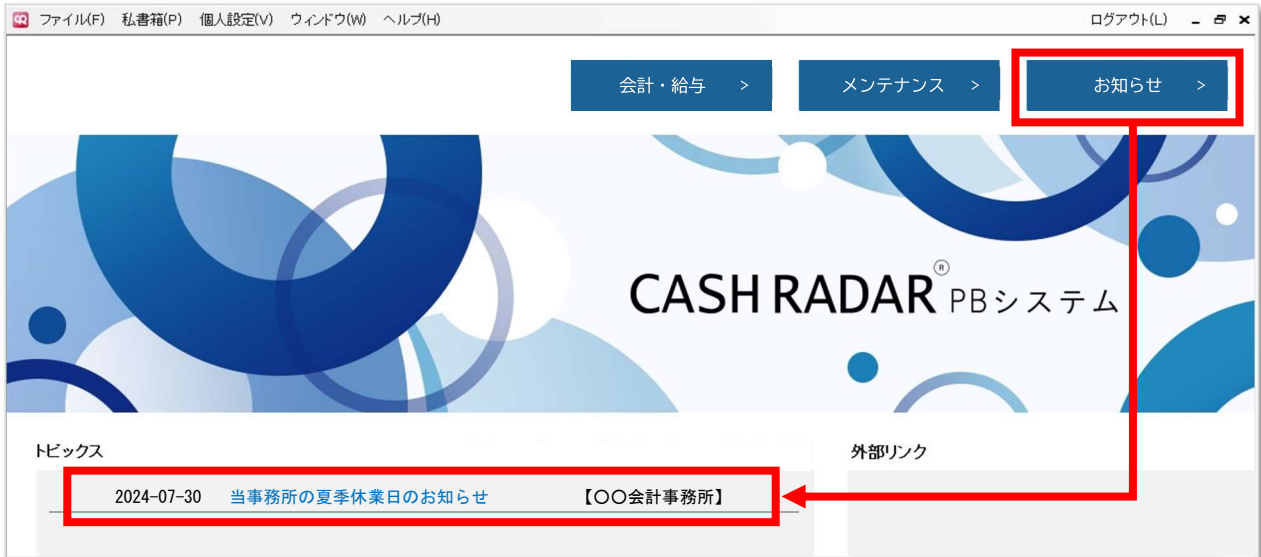 ファイル(F) 私書箱(P) 個人設定(V) ウィンドウ(W) ヘルプ(H) ログアウト(L)
会計・給与 > メンテナンス > お知らせ >
CASH RADAR® PBシステム
トピックス 外部リンク
2024-07-30 当事務所の夏季休業日のお知らせ 【〇〇会計事務所】